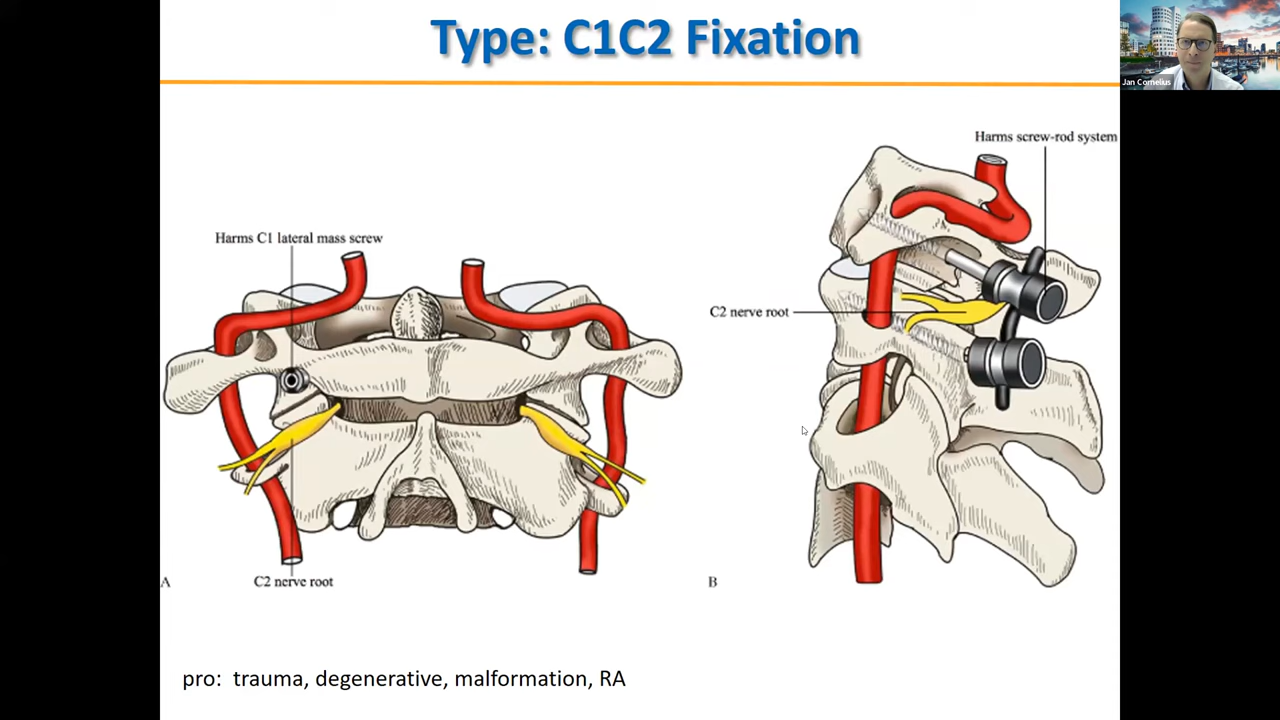 Type: C1C2 Fixation
Jan Cornelius
Harms screw-rod system
Harms C1 lateral mass screw
C2 nerve root
A
C2 nerve root
B
pro: trauma, degenerative, malformation, RA